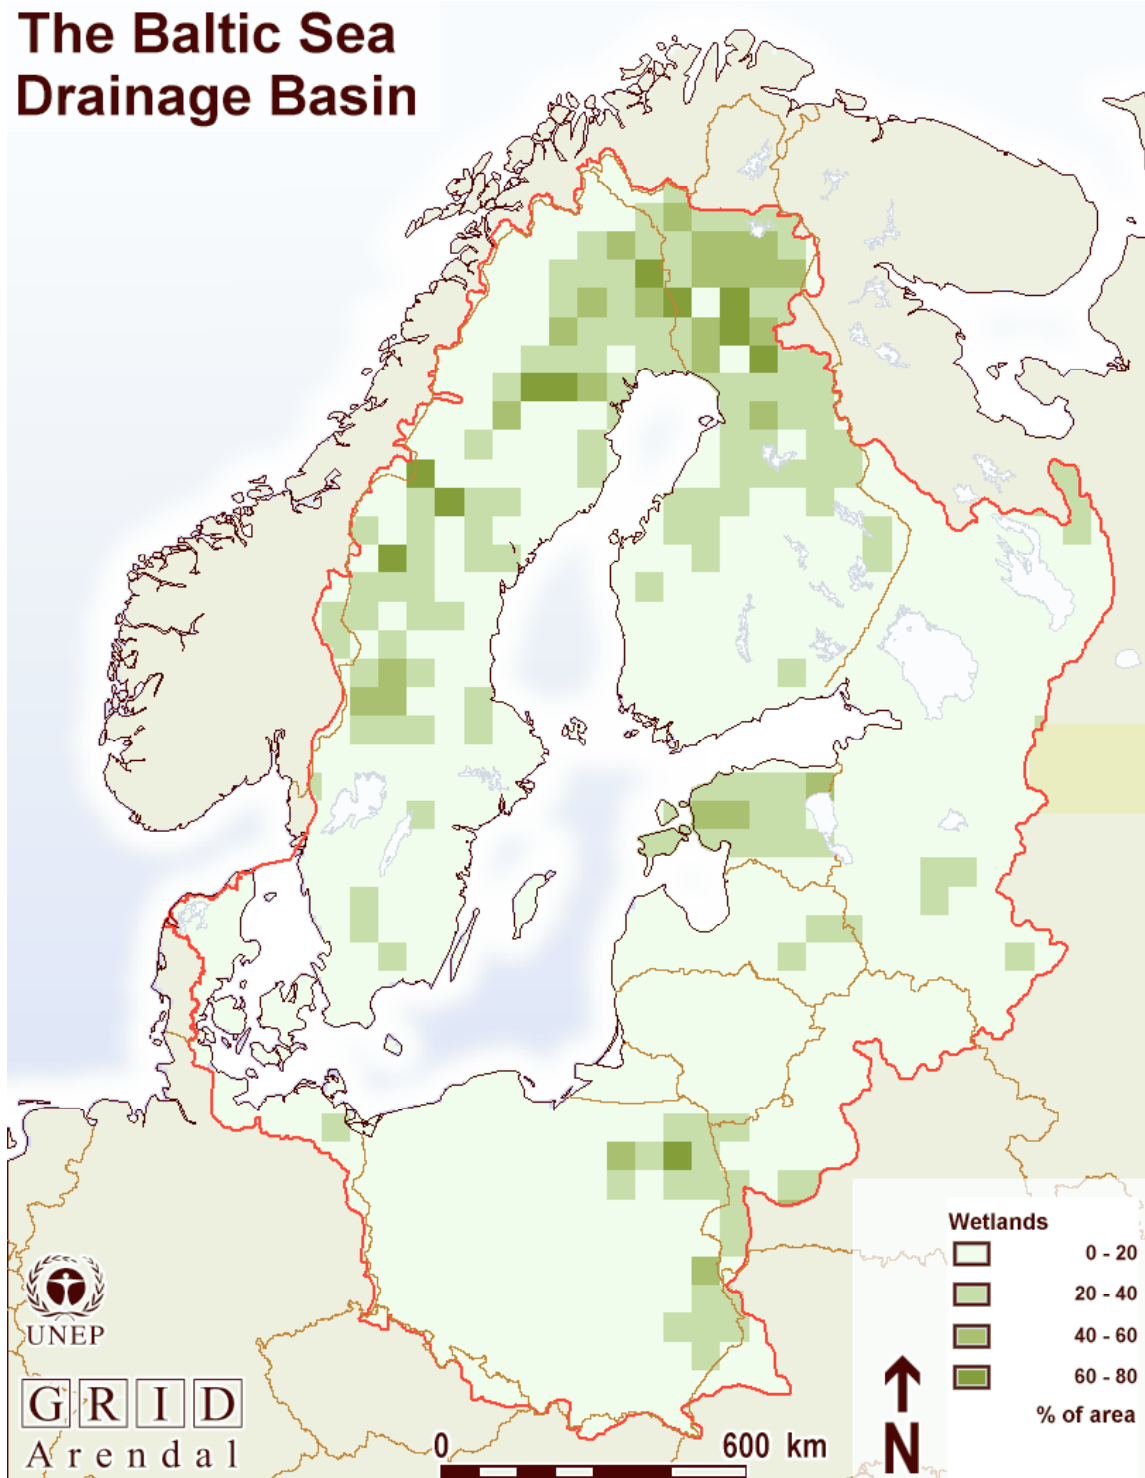 The Baltic Sea
Drainage Basin
Wetlands
0 - 20
20 - 40
40 - 60
60 - 80
% of area
UNEP
GRID
Arendal
0 600 km
N